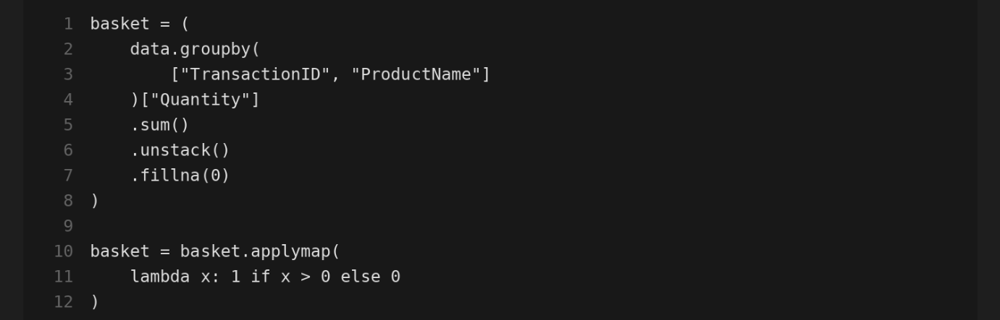 1 basket = (
2     data.groupby(
3         ["TransactionID", "ProductName"]
4     )["Quantity"]
5     .sum()
6     .unstack()
7     .fillna(0)
8 )
9
10 basket = basket.applymap(
11     lambda x: 1 if x > 0 else 0
12 )